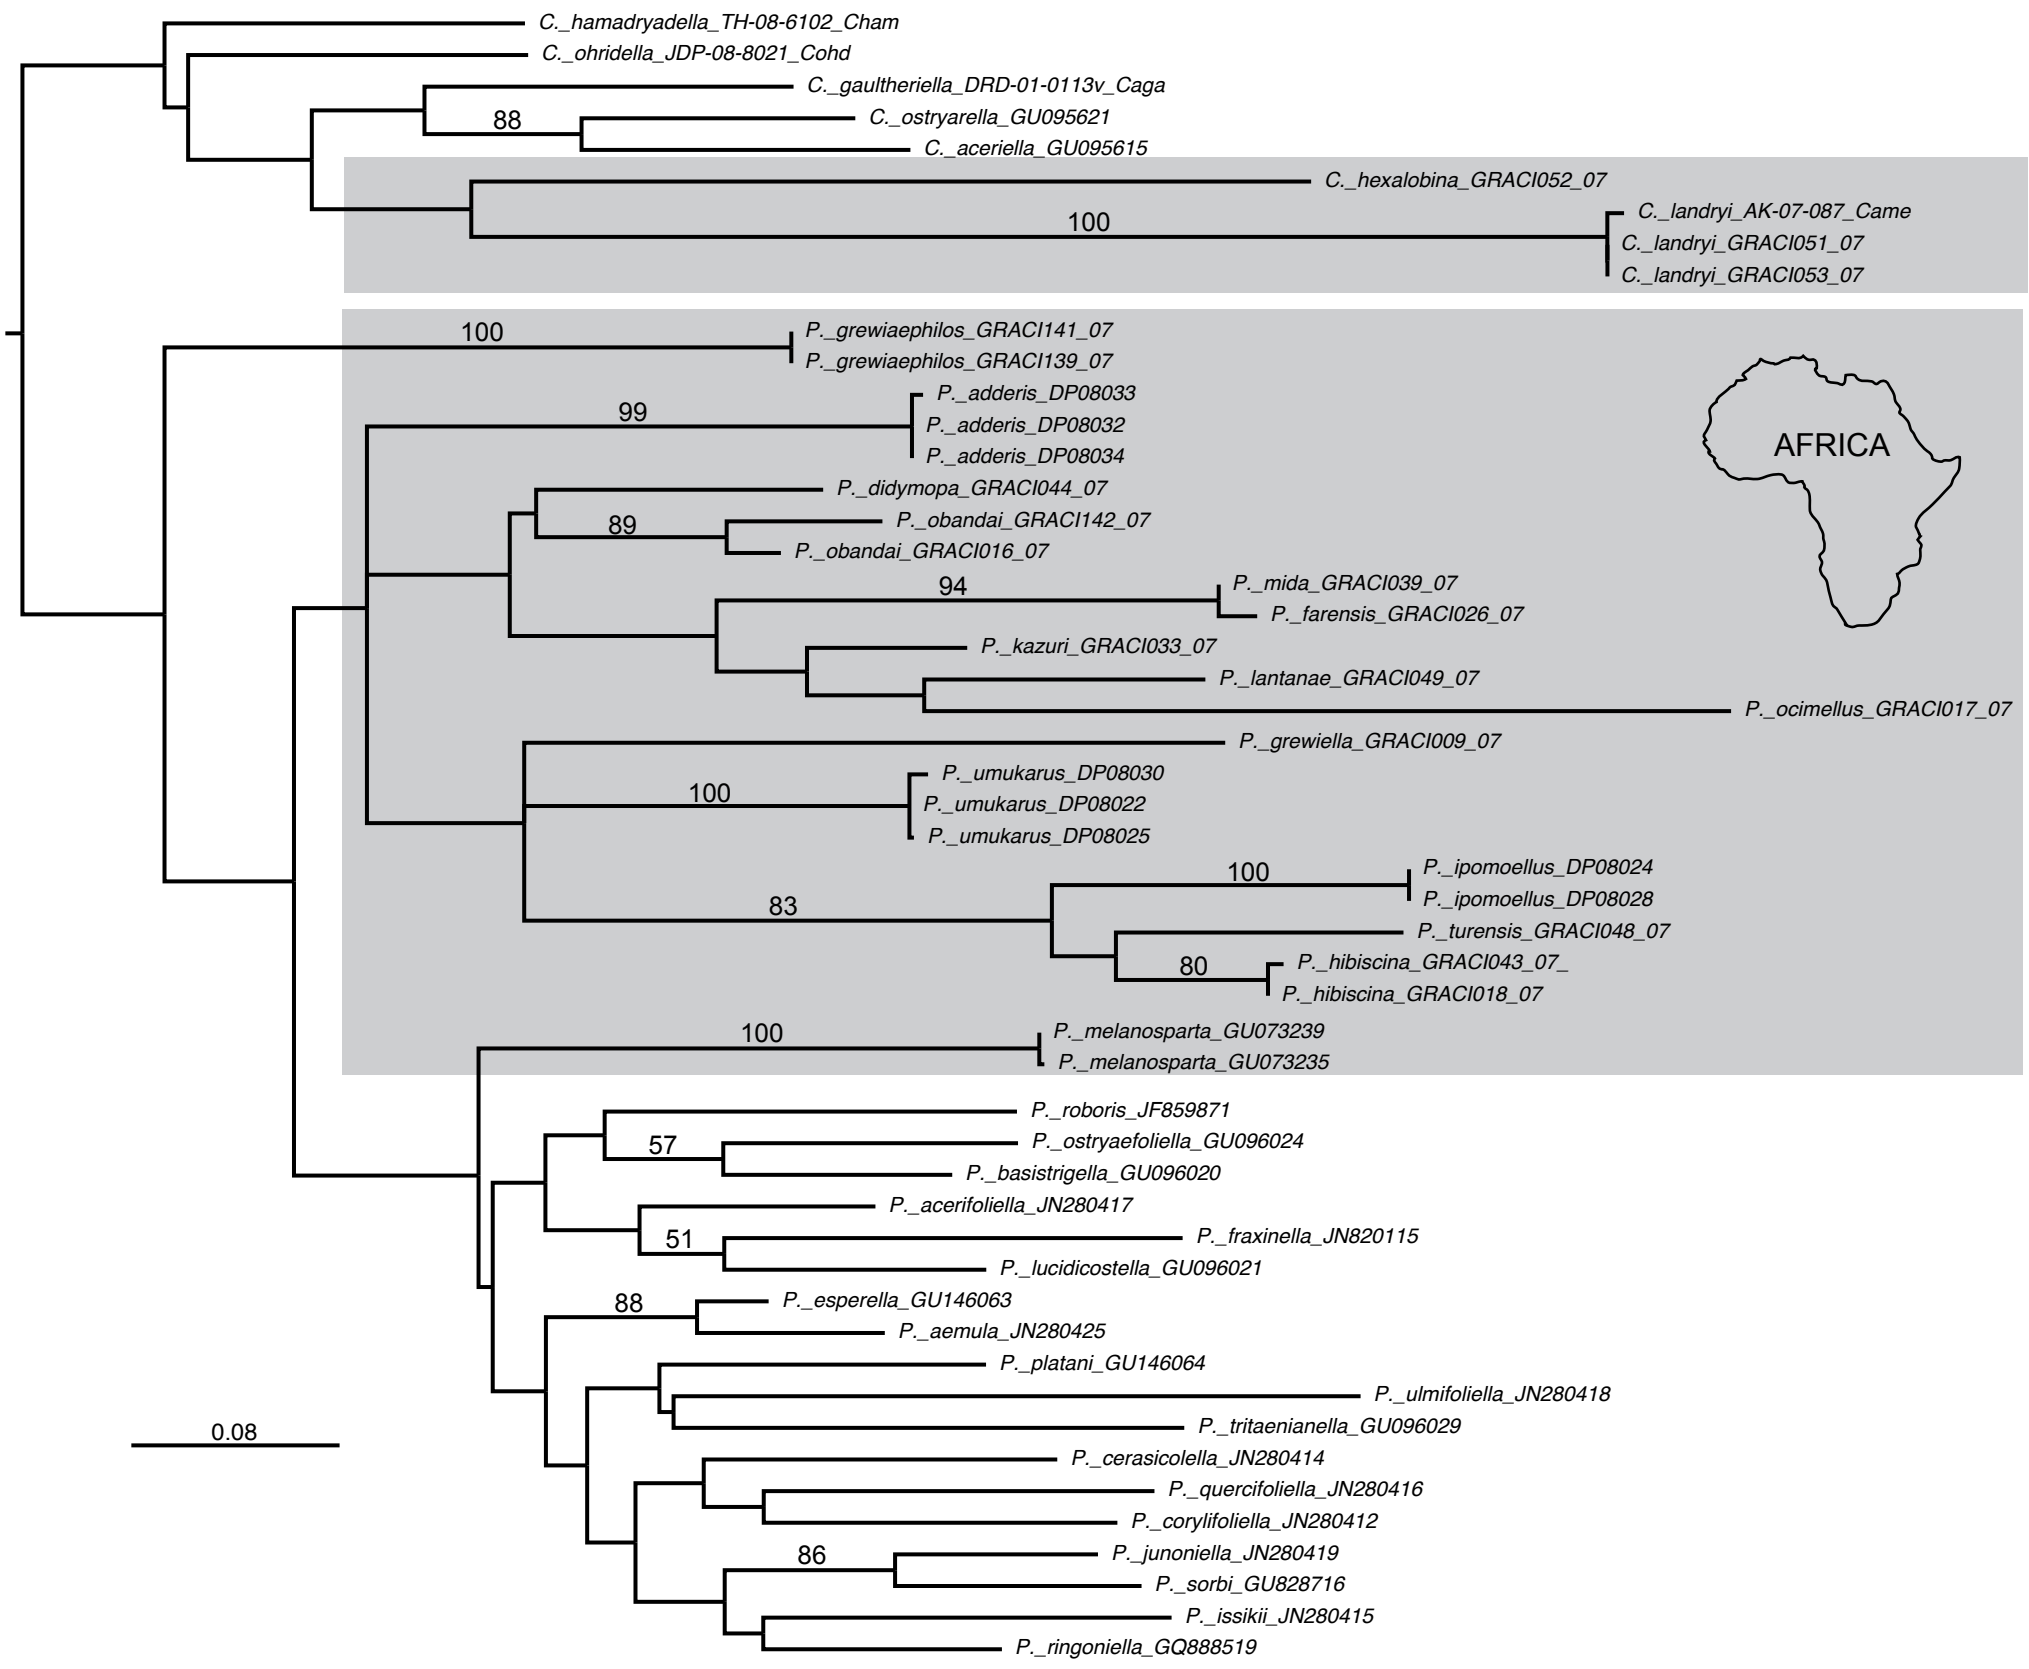 C._hamadryadella_TH-08-6102_Cham
C._ohridella_JDP-08-8021_Cohd
C._gaultheriella_DRD-01-0113v_Caga
88
C._ostryarella_GU095621
C._aceriella_GU095615
C._hexalobina_GRACI052_07
100
C._landryi_AK-07-087_Came
C._landryi_GRACI051_07
C._landryi_GRACI053_07
100
P._grewiaephilos_GRACI141_07
P._grewiaephilos_GRACI139_07
P._adderis_DP08033
99
P._adderis_DP08032
P._adderis_DP08034
AFRICA
P._didymopa_GRACI044_07
89
P._obandai_GRACI142_07
P._obandai_GRACI016_07
94
P._mida_GRACI039_07
P._farensis_GRACI026_07
P._kazuri_GRACI033_07
P._lantanae_GRACI049_07
P._ocimellus_GRACI017_07
P._grewiella_GRACI009_07
P._umukarus_DP08030
100
P._umukarus_DP08022
P._umukarus_DP08025
100
P._ipomoellus_DP08024
P._ipomoellus_DP08028
83
P._turensis_GRACI048_07
80
P._hibiscina_GRACI043_07_
P._hibiscina_GRACI018_07
100
P._melanosparta_GU073239
P._melanosparta_GU073235
P._roboris_JF859871
57
P._ostryaefoliella_GU096024
P._basistrigella_GU096020
P._acerifoliella_JN280417
51
P._fraxinella_JN820115
P._lucidicostella_GU096021
88
P._esperella_GU146063
P._aemula_JN280425
P._platani_GU146064
P._ulmifoliella_JN280418
P._tritaenianella_GU096029
0.08
P._cerasicolella_JN280414
P._quercifoliella_JN280416
P._corylifoliella_JN280412
86
P._junoniella_JN280419
P._sorbi_GU828716
P._issikii_JN280415
P._ringoniella_GQ888519